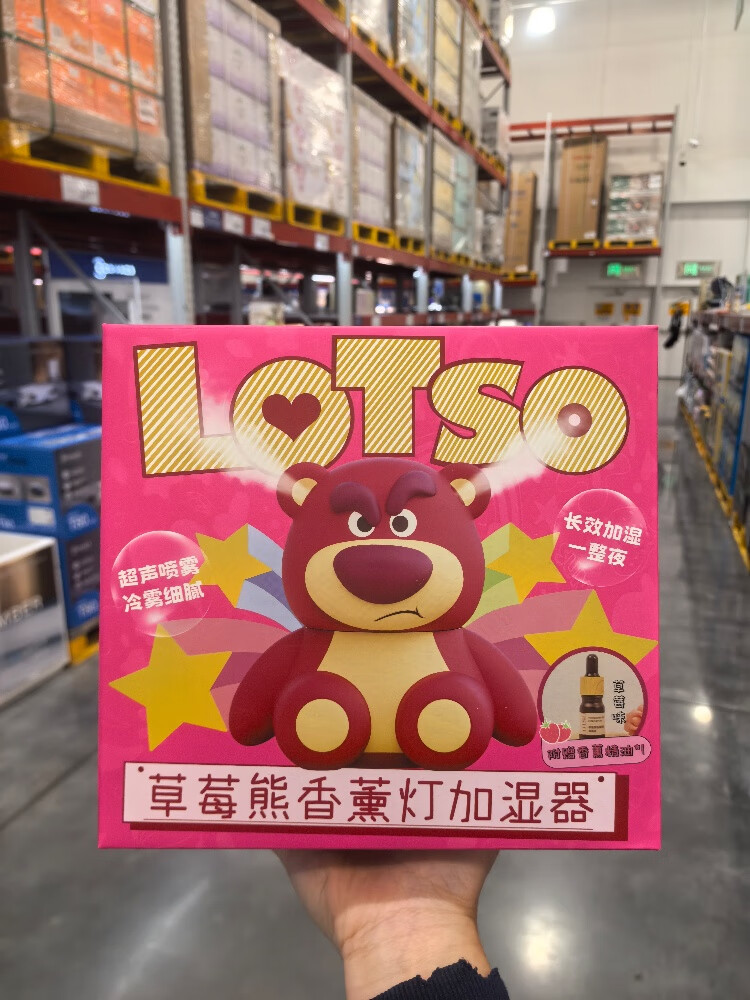 LOTSO
超声喷雾
冷雾细腻
长效加湿
一整夜
草莓味
附赠香薰精油*1
草莓熊香薰灯加湿器